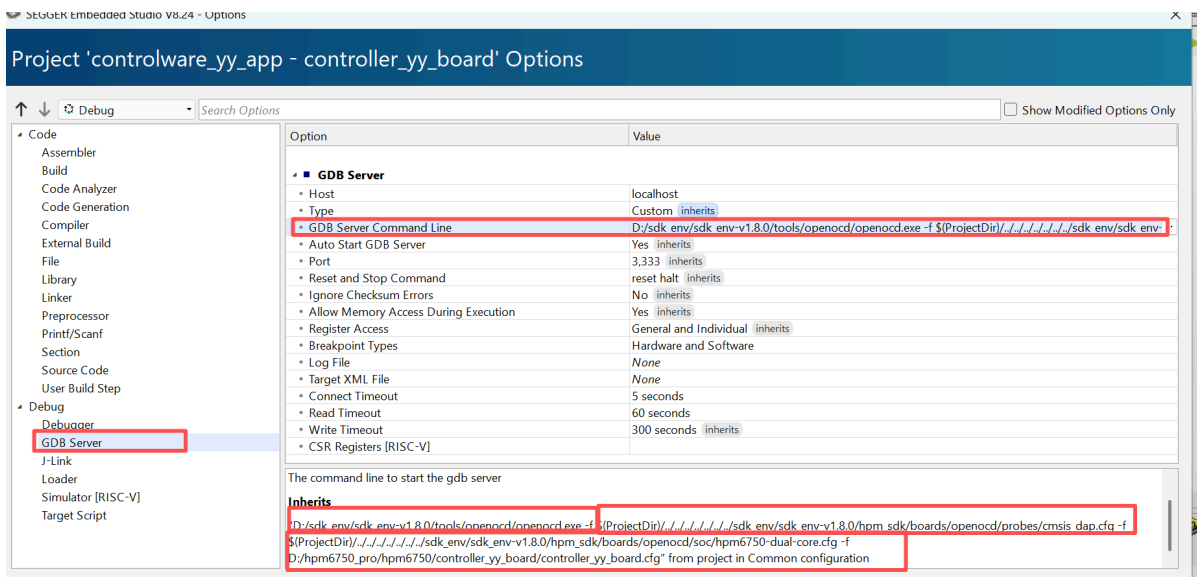 SEGGER Embedded Studio V8.24 - Options
Project 'controlware_yy_app - controller_yy_board' Options
Debug
Search Options
Show Modified Options Only
Code
Assembler
Build
Code Analyzer
Code Generation
Compiler
External Build
File
Library
Linker
Preprocessor
Printf/Scanf
Section
Source Code
User Build Step
Debug
Debugger
GDB Server
J-Link
Loader
Simulator [RISC-V]
Target Script
Option Value
GDB Server
Host localhost
Type Custom inherits
GDB Server Command Line D:/sdk_env/sdk_env-v1.8.0/tools/openocd/openocd.exe -f $(ProjectDir)/../../../../../../../sdk_env/sdk_env-
Auto Start GDB Server Yes inherits
Port 3,333 inherits
Reset and Stop Command reset halt inherits
Ignore Checksum Errors No inherits
Allow Memory Access During Execution Yes inherits
Register Access General and Individual inherits
Breakpoint Types Hardware and Software
Log File None
Target XML File None
Connect Timeout 5 seconds
Read Timeout 60 seconds
Write Timeout 300 seconds inherits
CSR Registers [RISC-V]
The command line to start the gdb server
Inherits
"D:/sdk_env/sdk_env-v1.8.0/tools/openocd/openocd.exe -f $(ProjectDir)/../../../../../../../sdk_env/sdk_env-v1.8.0/hpm_sdk/boards/openocd/probes/cmsis_dap.cfg -f
$(ProjectDir)/../../../../../../../sdk_env/sdk_env-v1.8.0/hpm_sdk/boards/openocd/soc/hpm6750-dual-core.cfg -f
D:/hpm6750_pro/hpm6750/controller_yy_board/controller_yy_board.cfg" from project in Common configuration